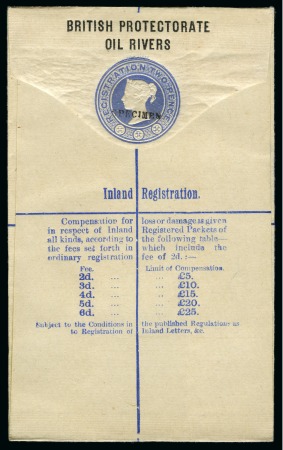 BRITISH PROTECTORATE
OIL RIVERS
REGISTRATION TWO PENCE
SPECIMEN
Inland Registration.
Compensation for loss or damage is given
in respect of Inland Registered Packets of
all kinds, according to the following table—
the fees set forth in which includs the
ordinary registration fee of 2d. :—
Fee. Limit of Compensation.
2d. ... ... £5.
3d. ... ... £10.
4d. ... ... £15.
5d. ... ... £20.
6d. ... ... £25.
Subject to the Conditions in the published Regulations as
to Registration of Inland Letters, &c.